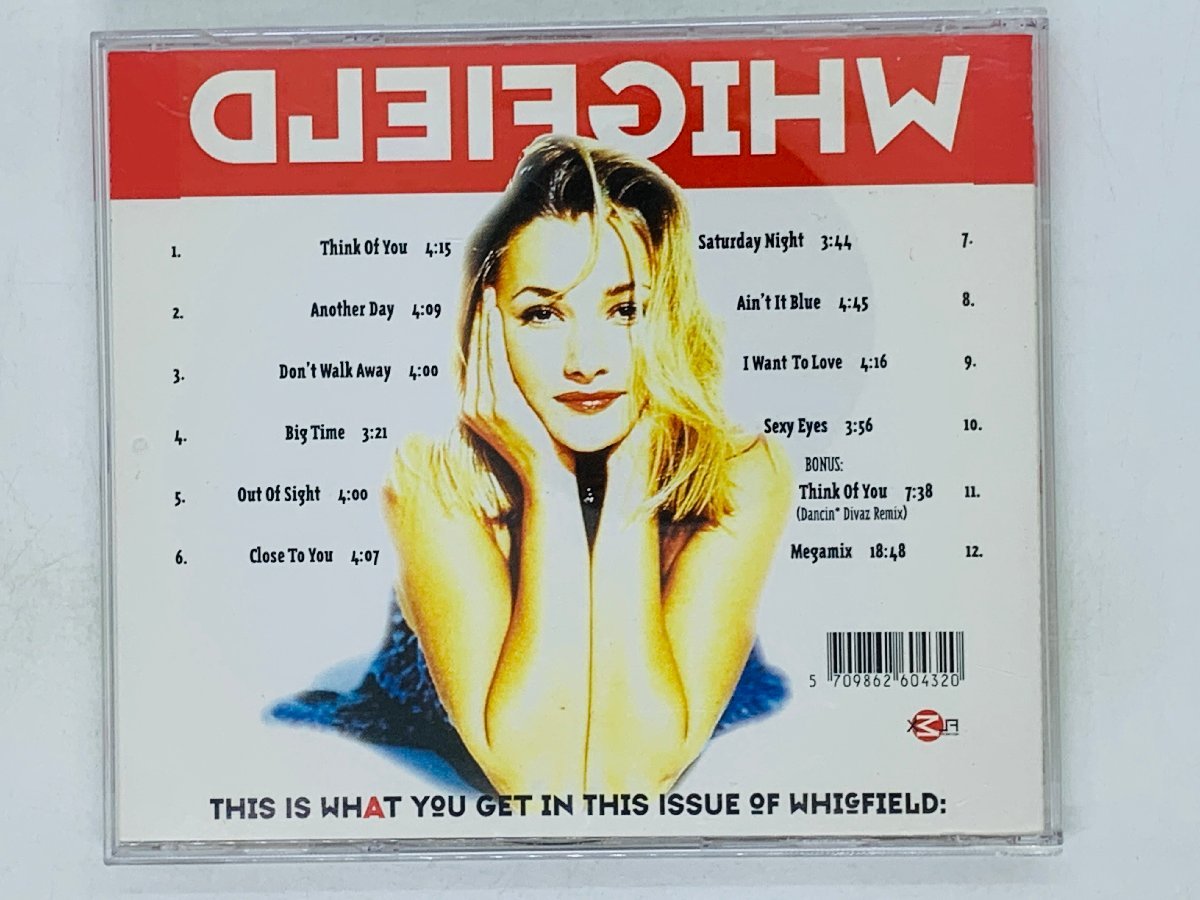 WHIGFIELD
1. Think Of You 4:15
2. Another Day 4:09
3. Don't Walk Away 4:00
4. Big Time 3:21
5. Out Of Sight 4:00
6. Close To You 4:07
Saturday Night 3:44 7.
Ain't It Blue 4:45 8.
I Want To Love 4:16 9.
Sexy Eyes 3:56 10.
BONUS:
Think Of You 7:38 11.
(Dancin* Divaz Remix)
Megamix 18:48 12.
5 709862 604320
THIS IS WHAT YOU GET IN THIS ISSUE OF WHIGFIELD: